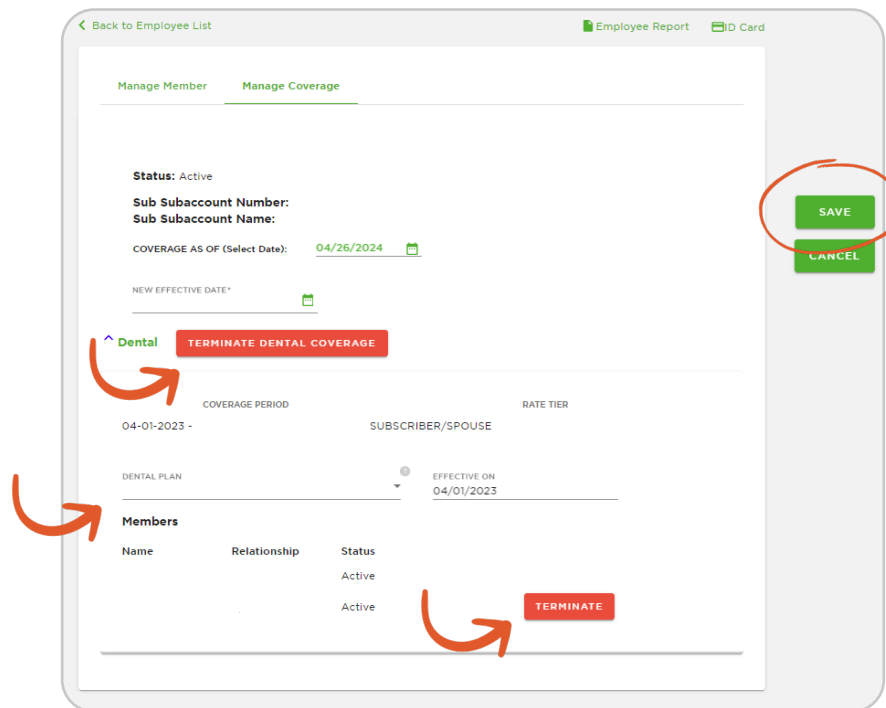 Back to Employee List
Employee Report
ID Card
Manage Member
Manage Coverage
Status: Active
Sub Subaccount Number:
Sub Subaccount Name:
COVERAGE AS OF (Select Date): 04/26/2024
NEW EFFECTIVE DATE*
SAVE
CANCEL
Dental
TERMINATE DENTAL COVERAGE
COVERAGE PERIOD
RATE TIER
04-01-2023 -
SUBSCRIBER/SPOUSE
DENTAL PLAN
?
EFFECTIVE ON
04/01/2023
Members
Name Relationship Status
Active
Active
TERMINATE